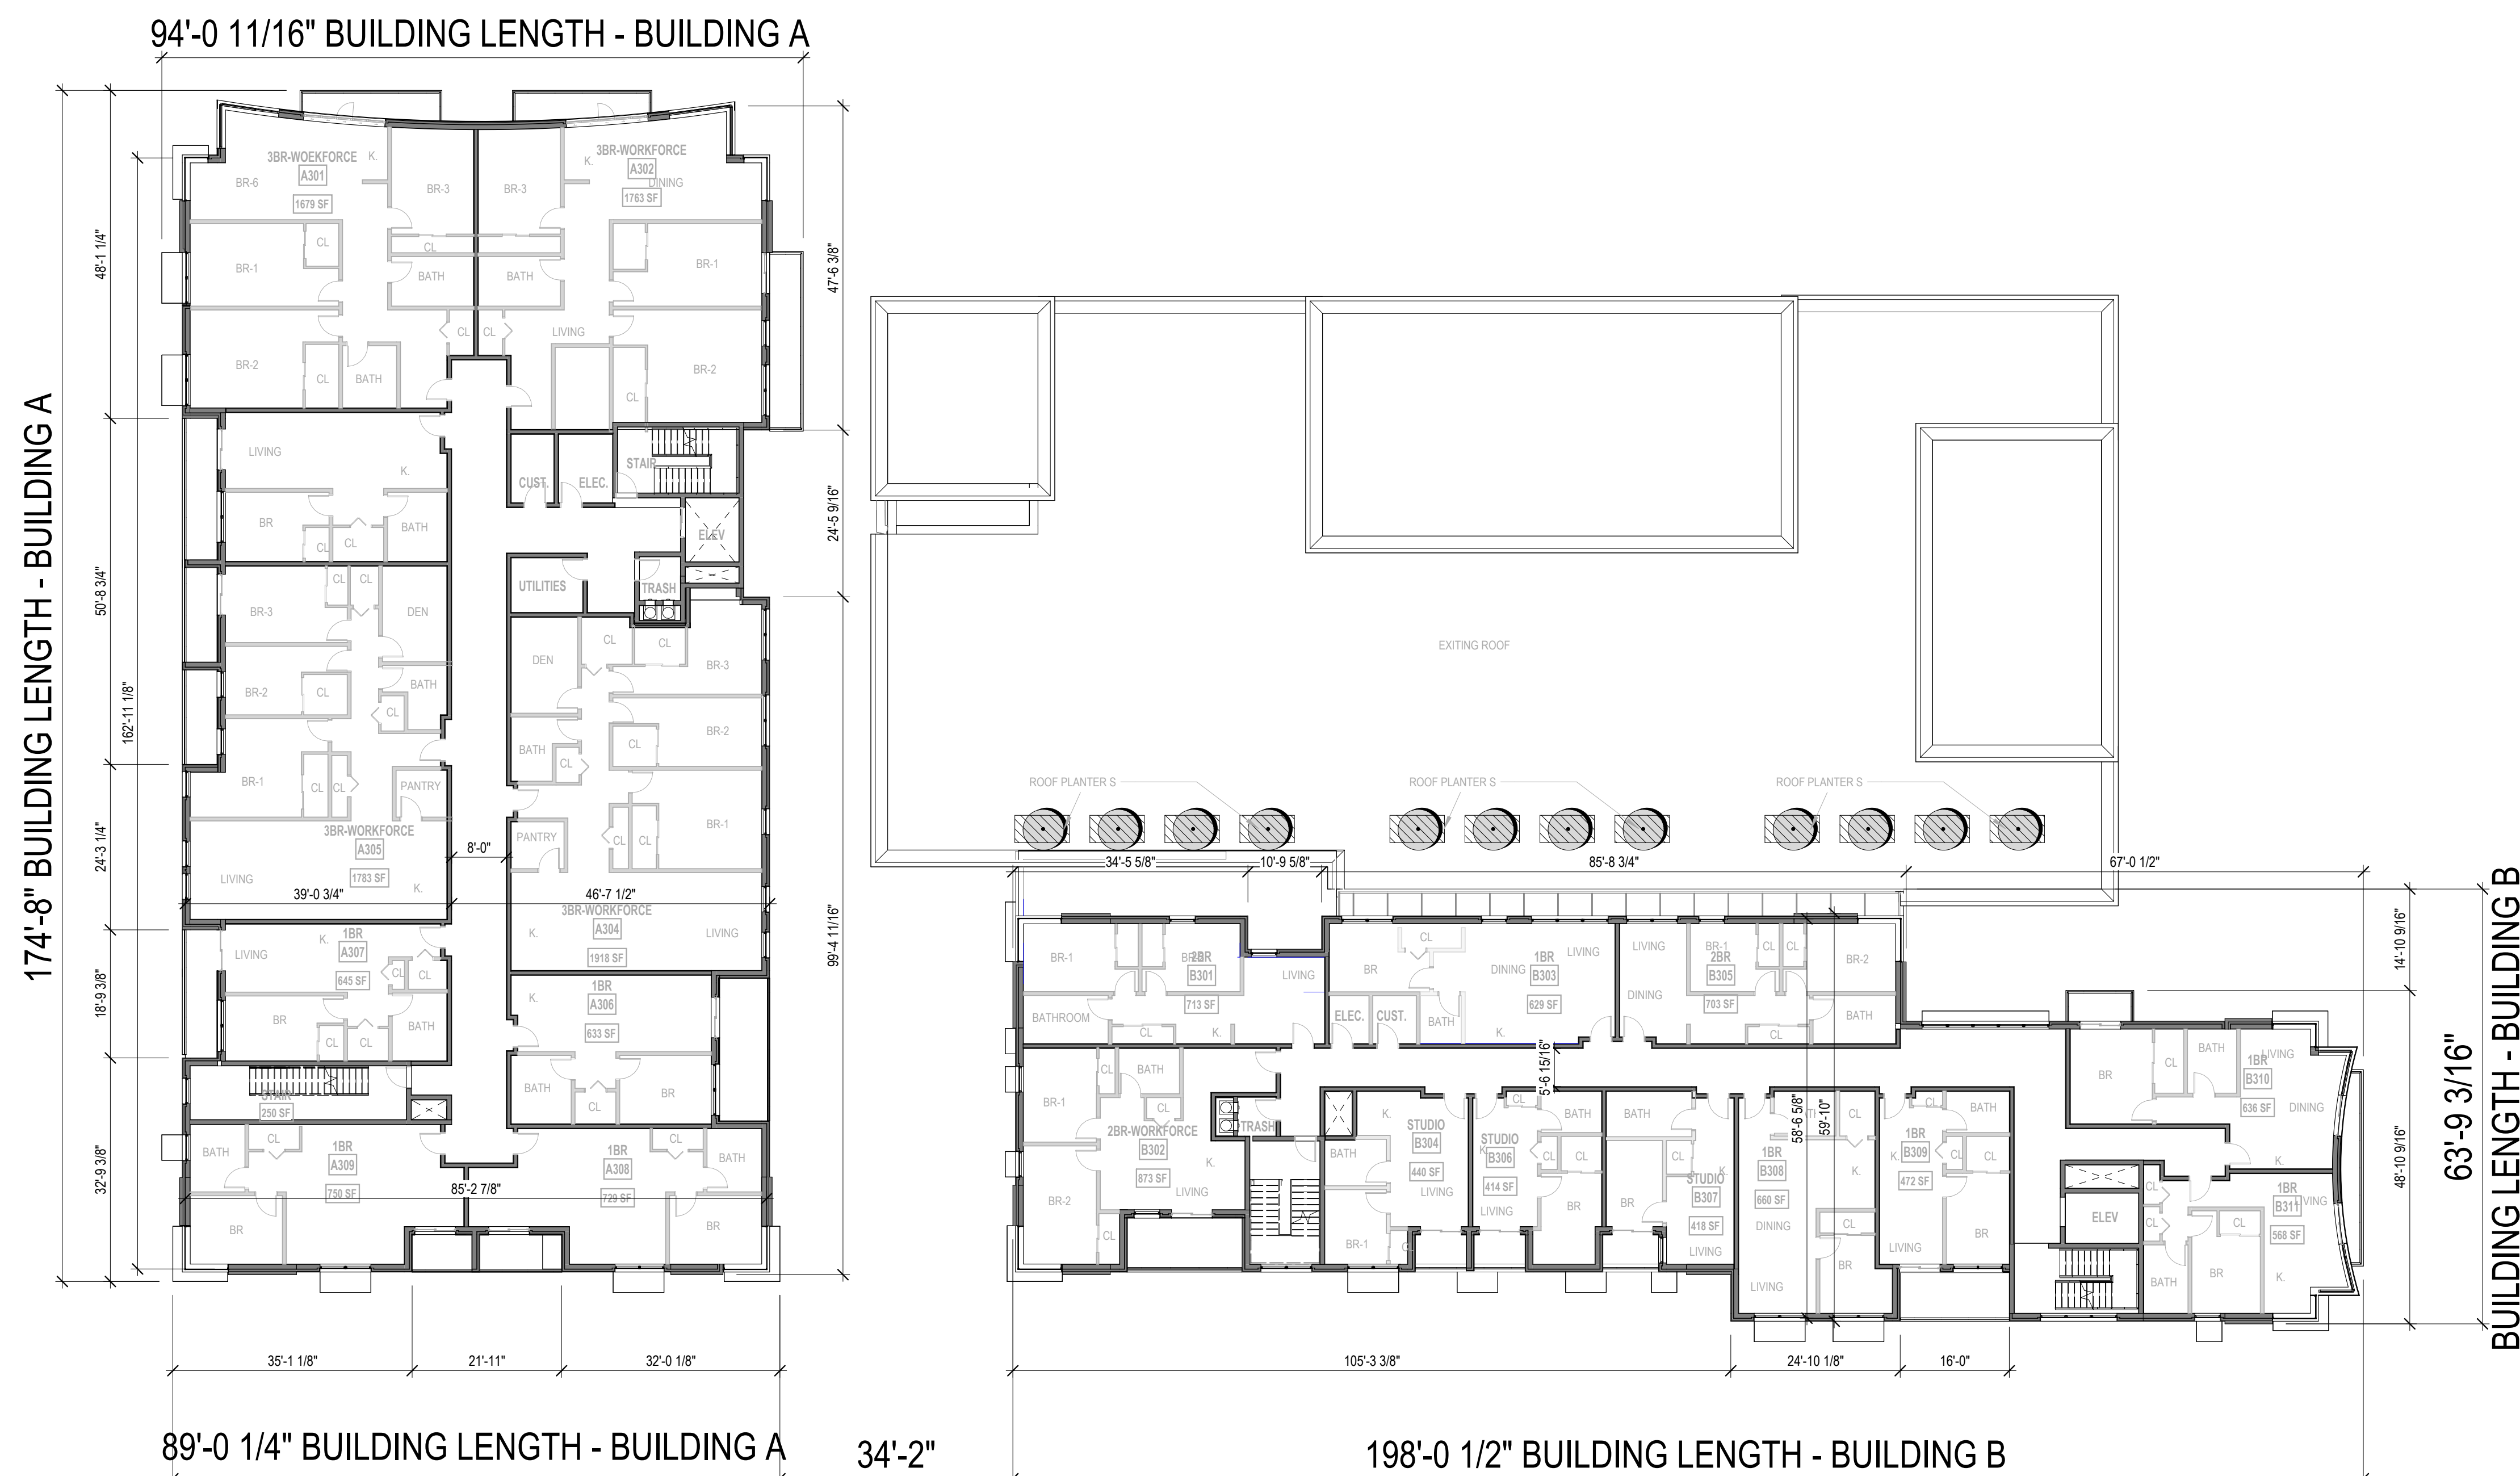 94'-0 11/16" BUILDING LENGTH - BUILDING A
174'-8" BUILDING LENGTH - BUILDING A
162'-11 1/8"
48'-1 1/4"
50'-8 3/4"
24'-3 1/4"
18'-9 3/8"
32'-9 3/8"
47'-6 3/8"
24'-5 9/16"
99'-4 11/16"
3BR-WOEKFORCE
A301
1679 SF
K.
BR-6
BR-3
CL
CL
BR-1
BATH
BR-2
CL
BATH
CL
3BR-WORKFORCE
A302
DINING
1763 SF
K.
BR-3
BR-1
BATH
CL
LIVING
BR-2
CL
LIVING
K.
BR
CL
CL
BATH
CUST.
ELEC.
STAIR
ELEV
UTILITIES
TRASH
CL
CL
BR-3
DEN
BR-2
CL
BATH
CL
BR-1
CL
CL
PANTRY
3BR-WORKFORCE
A305
1783 SF
LIVING
K.
39'-0 3/4"
8'-0"
46'-7 1/2"
CL
CL
DEN
BR-3
BR-2
CL
BATH
CL
BR-1
PANTRY
CL
CL
3BR-WORKFORCE
A304
1918 SF
K.
LIVING
K.
1BR
A307
645 SF
LIVING
CL
CL
BR
CL
CL
BATH
K.
1BR
A306
633 SF
BATH
CL
BR
STAIR
250 SF
BATH
CL
1BR
A309
750 SF
BR
85'-2 7/8"
1BR
A308
729 SF
CL
BATH
BR
35'-1 1/8"
21'-11"
32'-0 1/8"
89'-0 1/4" BUILDING LENGTH - BUILDING A
34'-2"
EXITING ROOF
ROOF PLANTER S
ROOF PLANTER S
ROOF PLANTER S
34'-5 5/8"
10'-9 5/8"
85'-8 3/4"
67'-0 1/2"
BR-1
2BR
B301
713 SF
LIVING
BATHROOM
CL
K.
CL
BR
DINING
1BR
B303
629 SF
LIVING
ELEC.
CUST.
BATH
K.
LIVING
BR-1
2BR
B305
703 SF
CL
CL
BR-2
DINING
CL
BATH
5'-6 15/16"
58'-6 5/8"
59'-10"
CL
BATH
BR-1
CL
2BR-WORKFORCE
B302
873 SF
K.
BR-2
LIVING
CL
TRASH
K.
STUDIO
B304
440 SF
BATH
LIVING
BR-1
CL
CL
BATH
STUDIO
B306
414 SF
CL
CL
LIVING
BR
BATH
CL
K.
STUDIO
B307
418 SF
BR
LIVING
CL
1BR
B308
660 SF
K.
DINING
CL
BR
LIVING
CL
BATH
1BR
B309
472 SF
K.
CL
CL
LIVING
BR
BR
CL
BATH
LIVING
1BR
B310
636 SF
DINING
K.
ELEV
CL
CL
CL
1BR
B311
568 SF
LIVING
BATH
BR
K.
14'-10 9/16"
48'-10 9/16"
63'-9 3/16"
BUILDING LENGTH - BUILDING B
105'-3 3/8"
24'-10 1/8"
16'-0"
198'-0 1/2" BUILDING LENGTH - BUILDING B